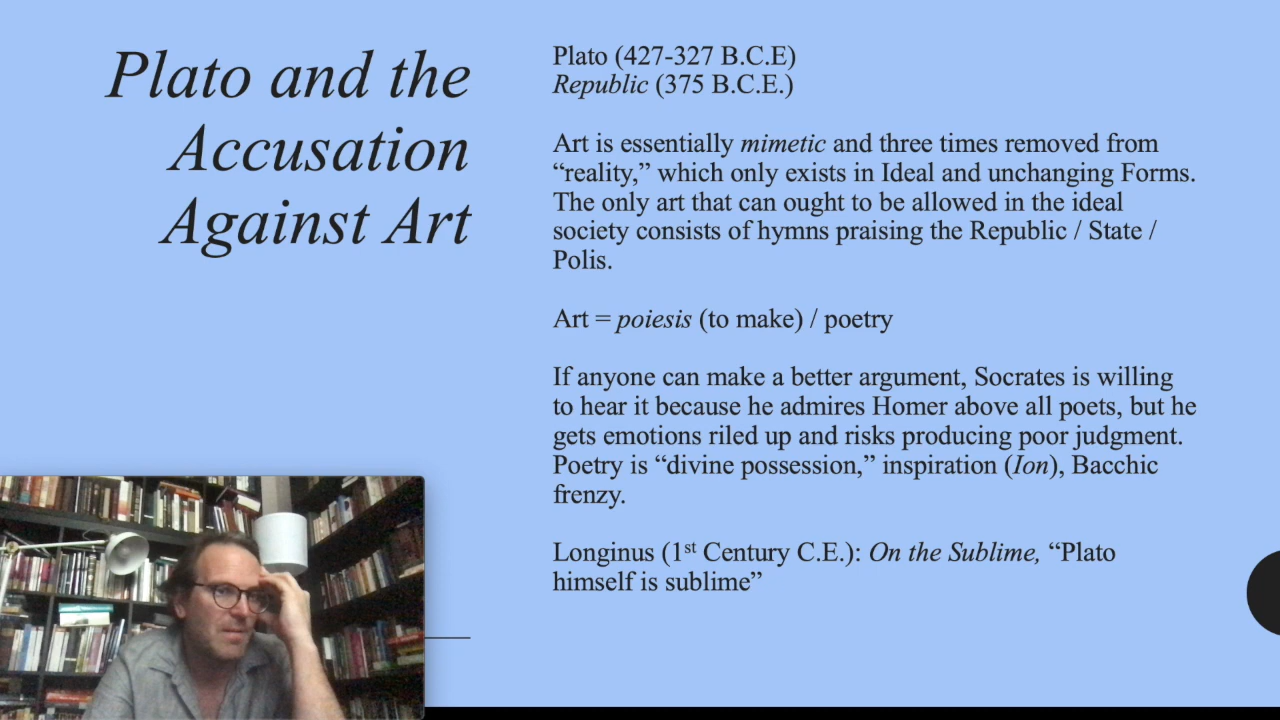 Plato and the
Accusation
Against Art
Plato (427-327 B.C.E)
Republic (375 B.C.E.)
Art is essentially mimetic and three times removed from
“reality,” which only exists in Ideal and unchanging Forms.
The only art that can ought to be allowed in the ideal
society consists of hymns praising the Republic / State /
Polis.
Art = poiesis (to make) / poetry
If anyone can make a better argument, Socrates is willing
to hear it because he admires Homer above all poets, but he
gets emotions riled up and risks producing poor judgment.
Poetry is “divine possession,” inspiration (Ion), Bacchic
frenzy.
Longinus (1st Century C.E.): On the Sublime, “Plato
himself is sublime”